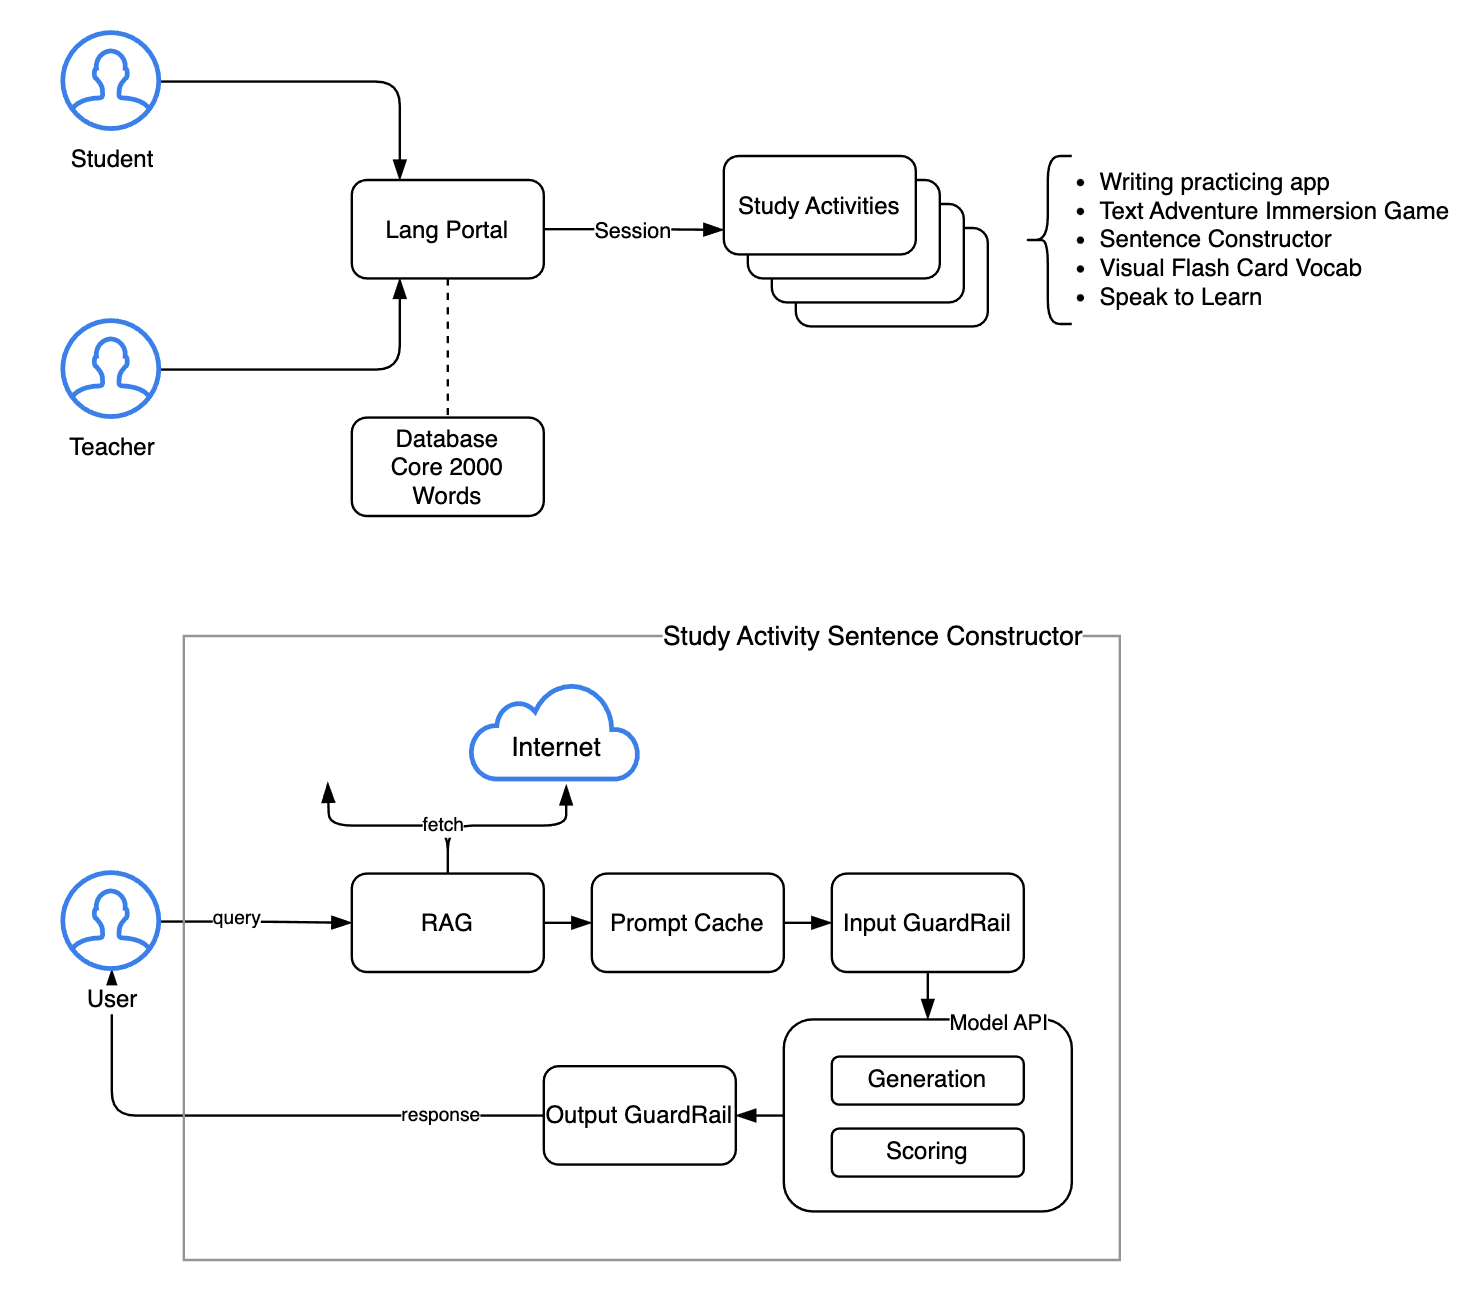 Student
Lang Portal
Session
Study Activities
Writing practicing app
Text Adventure Immersion Game
Sentence Constructor
Visual Flash Card Vocab
Speak to Learn
Teacher
Database
Core 2000
Words
Study Activity Sentence Constructor
Internet
fetch
query
RAG
Prompt Cache
Input GuardRail
User
Model API
Generation
Scoring
Output GuardRail
response